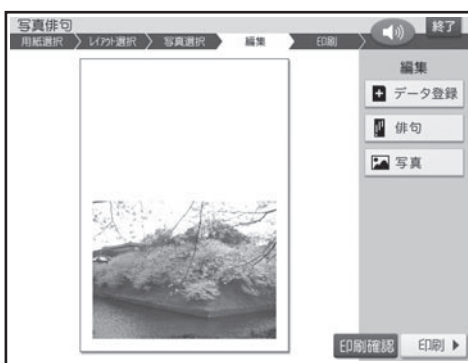 写真俳句
終了
用紙選択
レイアウト選択
写真選択
編集
印刷
編集
データ登録
俳句
写真
印刷確認
印刷